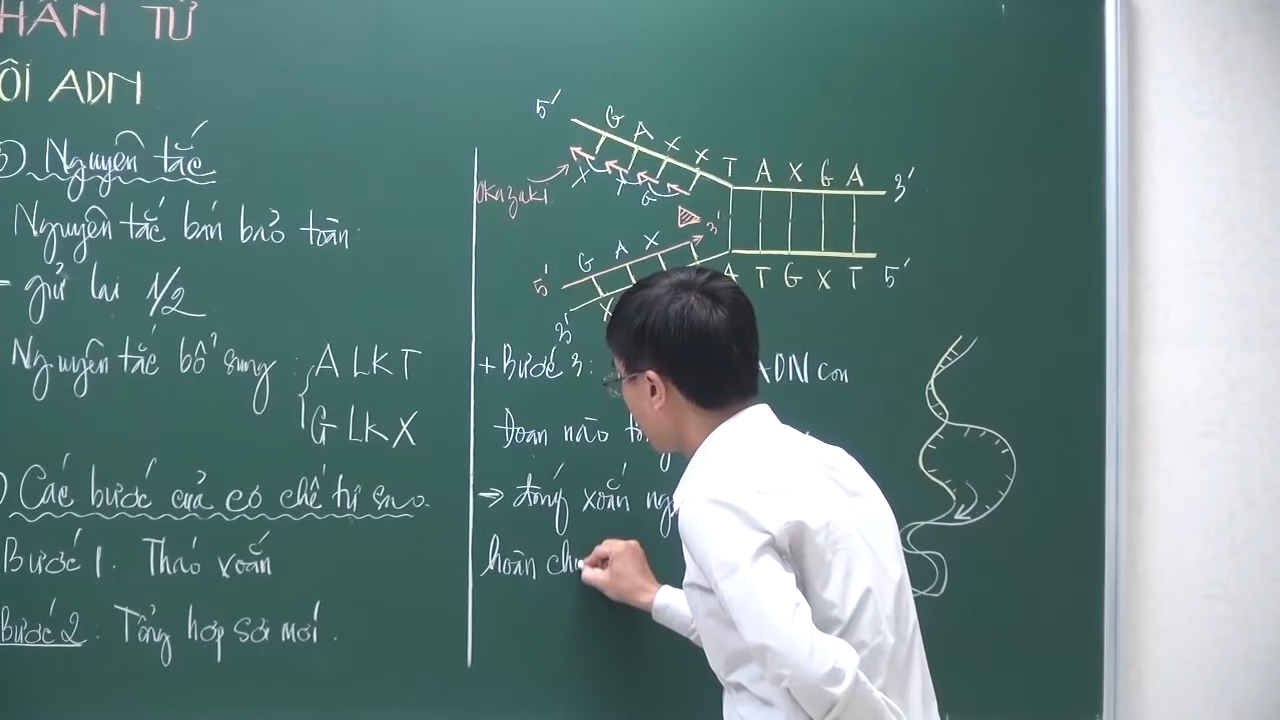 HÂN TỬ
ÔI ADN
Nguyên tắc
Nguyên tắc bán bảo toàn:
- giữ lại 1/2
Nguyên tắc bổ sung: A LK T
G LK X
Các bước của cơ chế tự sao.
Bước 1: Tháo xoắn
Bước 2: Tổng hợp sợi mới.
5' G A X X T A X G A 3'
Okazaki X T G
3'
5' G A X
3' X A T G X T 5'
+ Bước 3: ADN con
Đoạn nào
=> đóng xoắn
hoàn